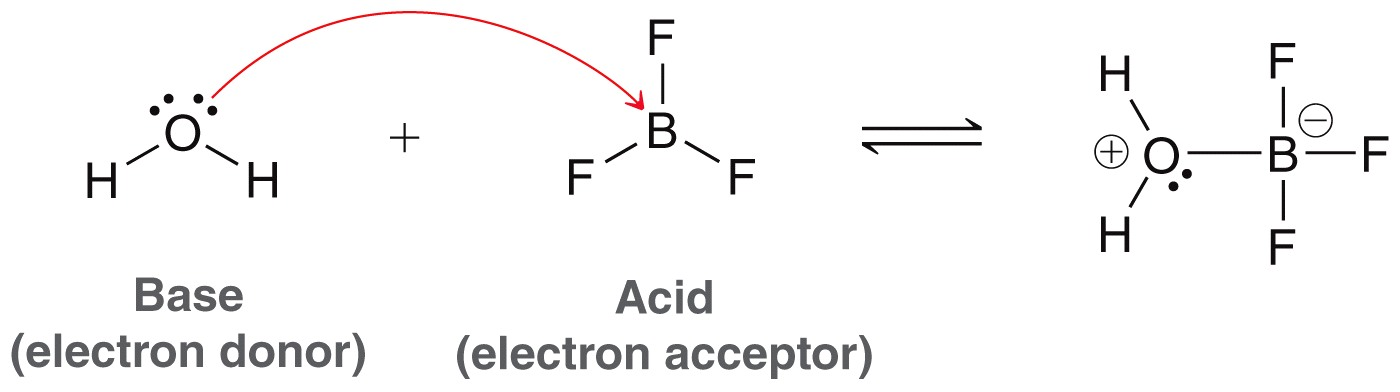 H
O
H
+
F
B
F
F
H
⊕
O
H
F
B
⊖
F
F
Base
(electron donor)
Acid
(electron acceptor)